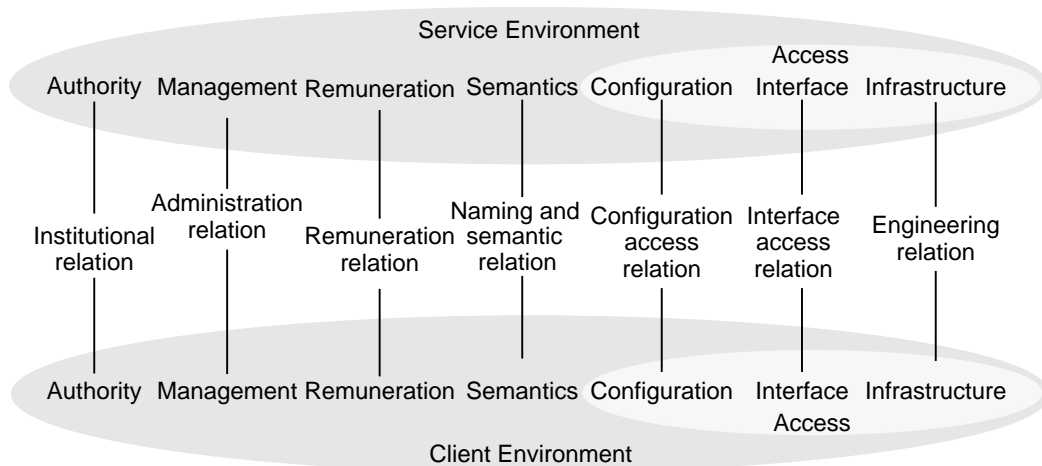 Service Environment
Access
Authority Management Remuneration Semantics Configuration Interface Infrastructure
Institutional
relation
Administration
relation
Remuneration
relation
Naming and
semantic
relation
Configuration
access
relation
Interface
access
relation
Engineering
relation
Authority Management Remuneration Semantics Configuration Interface Infrastructure
Access
Client Environment